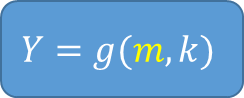 Y = g(m, k)